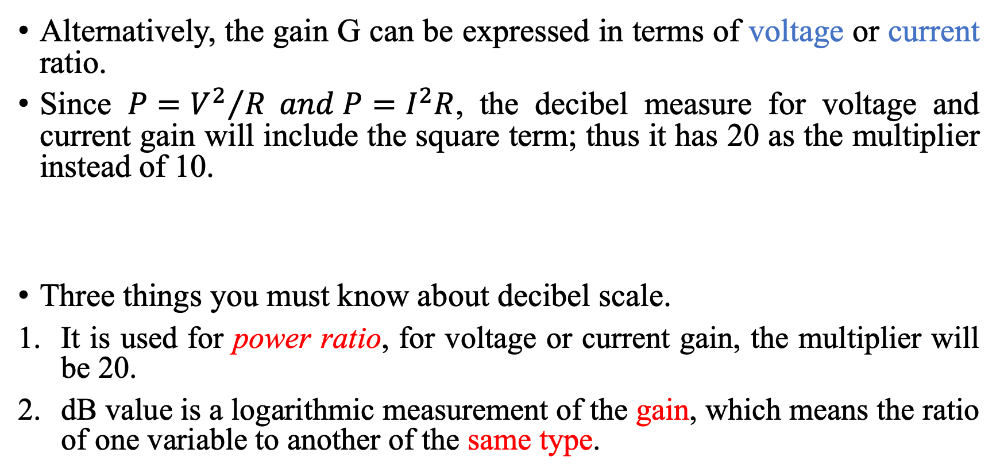 • Alternatively, the gain G can be expressed in terms of voltage or current
ratio.
• Since P = V²/R and P = I²R, the decibel measure for voltage and
current gain will include the square term; thus it has 20 as the multiplier
instead of 10.
• Three things you must know about decibel scale.
1. It is used for power ratio, for voltage or current gain, the multiplier will
be 20.
2. dB value is a logarithmic measurement of the gain, which means the ratio
of one variable to another of the same type.